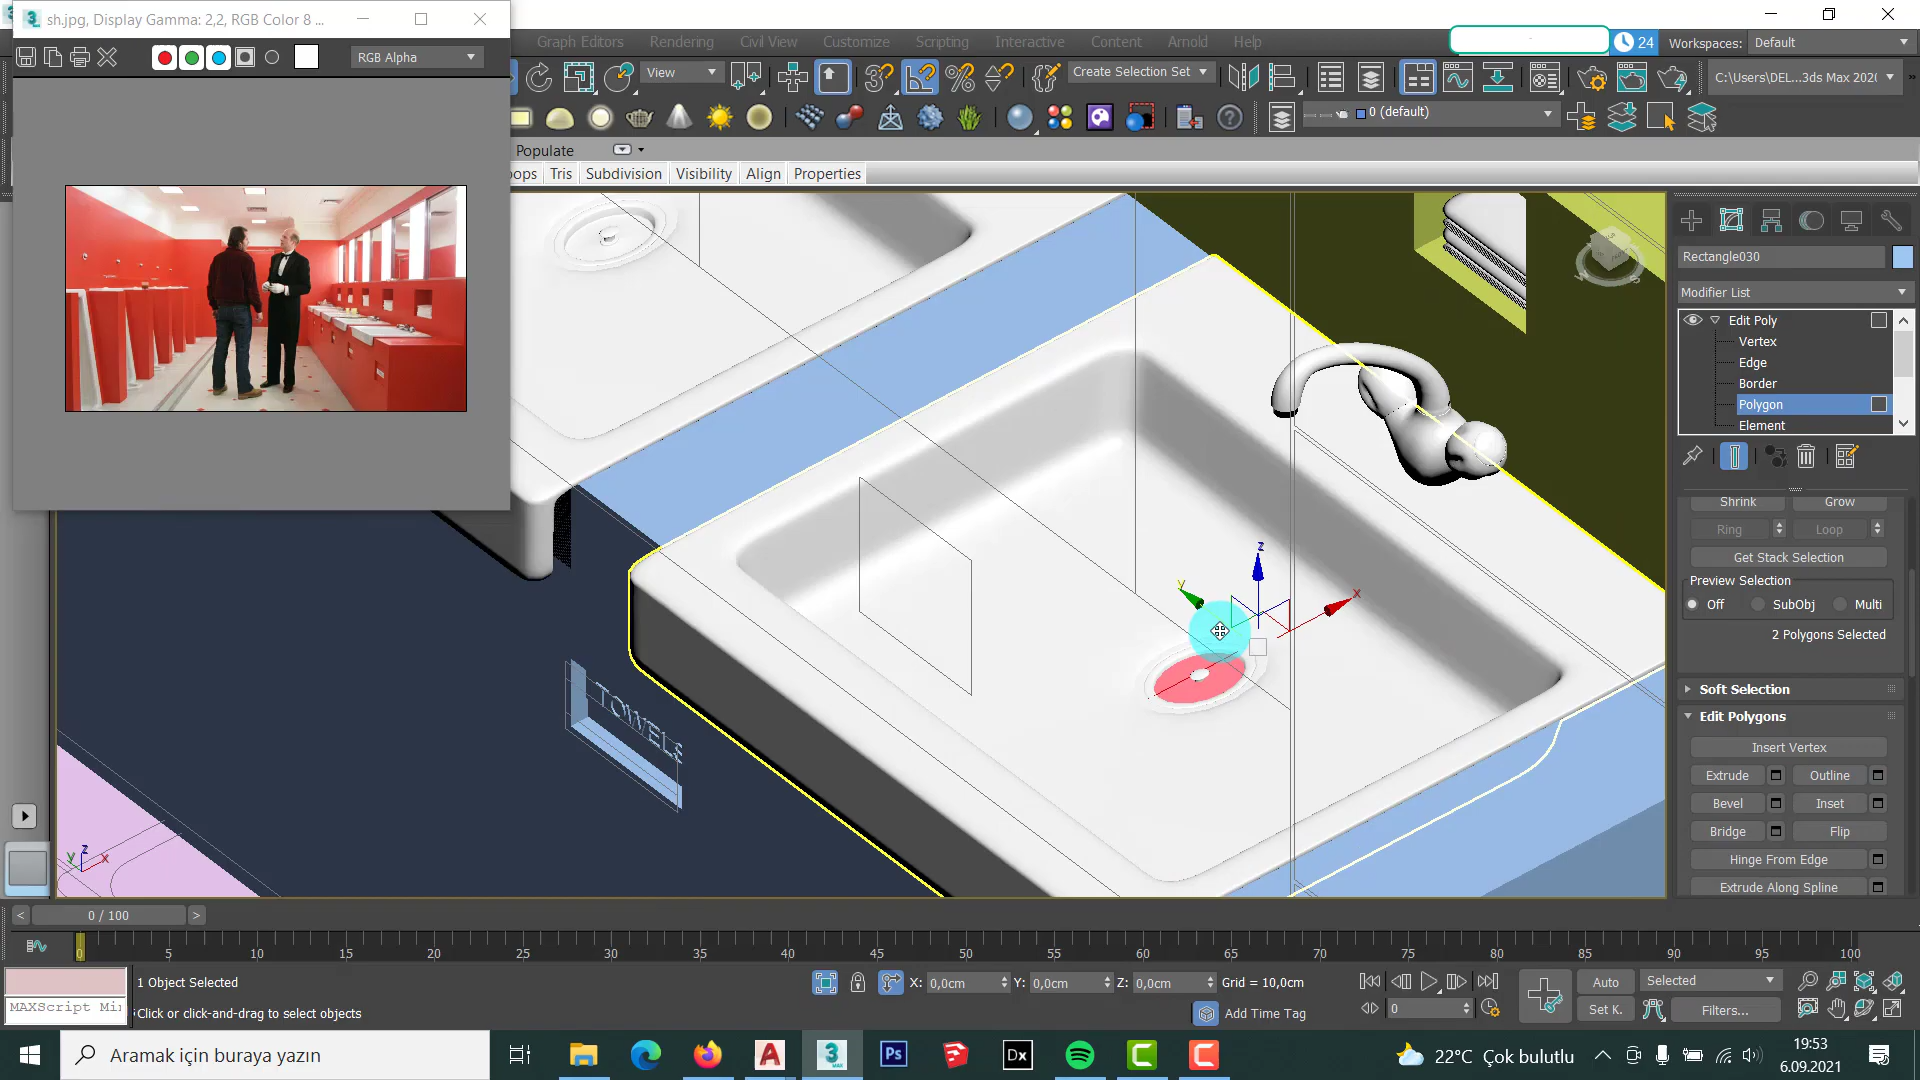 sh.jpg, Display Gamma: 2,2, RGB Color 8 ...
RGB Alpha
Graph Editors
Rendering
Civil View
Customize
Scripting
Interactive
Content
Arnold
Help
24
Workspaces:
Default
View
Create Selection Set
C:\Users\DEL...3ds Max 202
0 (default)
Populate
oops
Tris
Subdivision
Visibility
Align
Properties
Rectangle030
Modifier List
Edit Poly
Vertex
Edge
Border
Polygon
Element
Shrink
Grow
Ring
Loop
Get Stack Selection
Preview Selection
Off
SubObj
Multi
2 Polygons Selected
Soft Selection
Edit Polygons
Insert Vertex
Extrude
Outline
Bevel
Inset
Bridge
Flip
Hinge From Edge
Extrude Along Spline
z
y
x
TOWELS
z
y
x
< 0 / 100 >
0 5 10 15 20 25 30 35 40 45 50 55 60 65 70 75 80 85 90 95 100
1 Object Selected
X: 0,0cm
Y: 0,0cm
Z: 0,0cm
Grid = 10,0cm
Auto
Selected
MAXScript Mi
Click or click-and-drag to select objects
Add Time Tag
0
Set K.
Filters...
Aramak için buraya yazın
Ps
Dx
22°C Çok bulutlu
19:53
6.09.2021